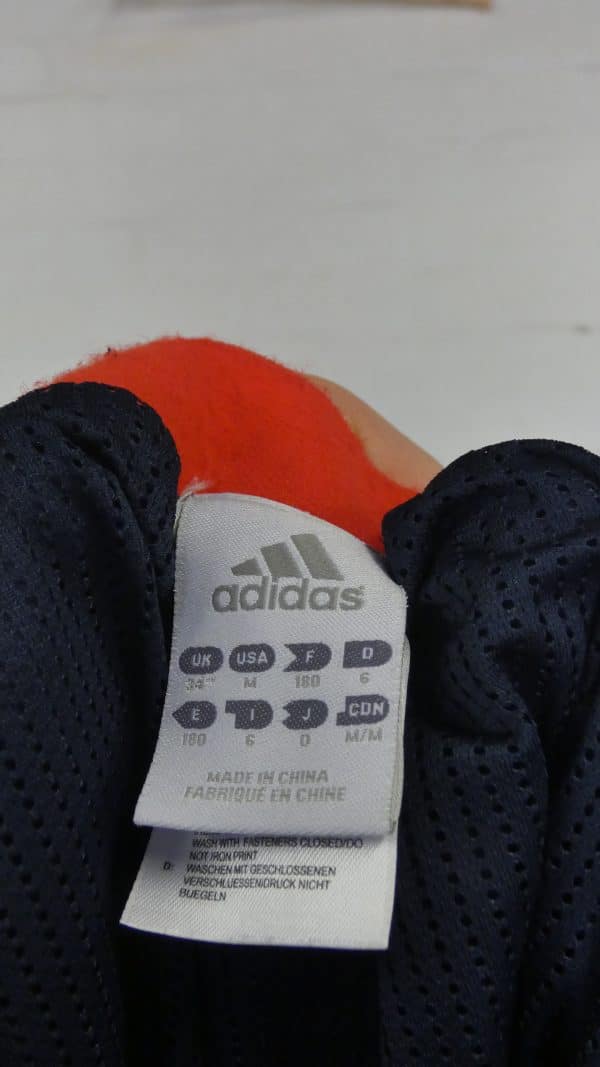 adidas
UK USA F D
34" M 180 6
E I J CDN
180 6 O M/M
MADE IN CHINA
FABRIQUÉ EN CHINE
WASH WITH FASTENERS CLOSED/DO
NOT IRON PRINT
D: WASCHEN MIT GESCHLOSSENEN
VERSCHLUESSEN/DRUCK NICHT
BUEGELN